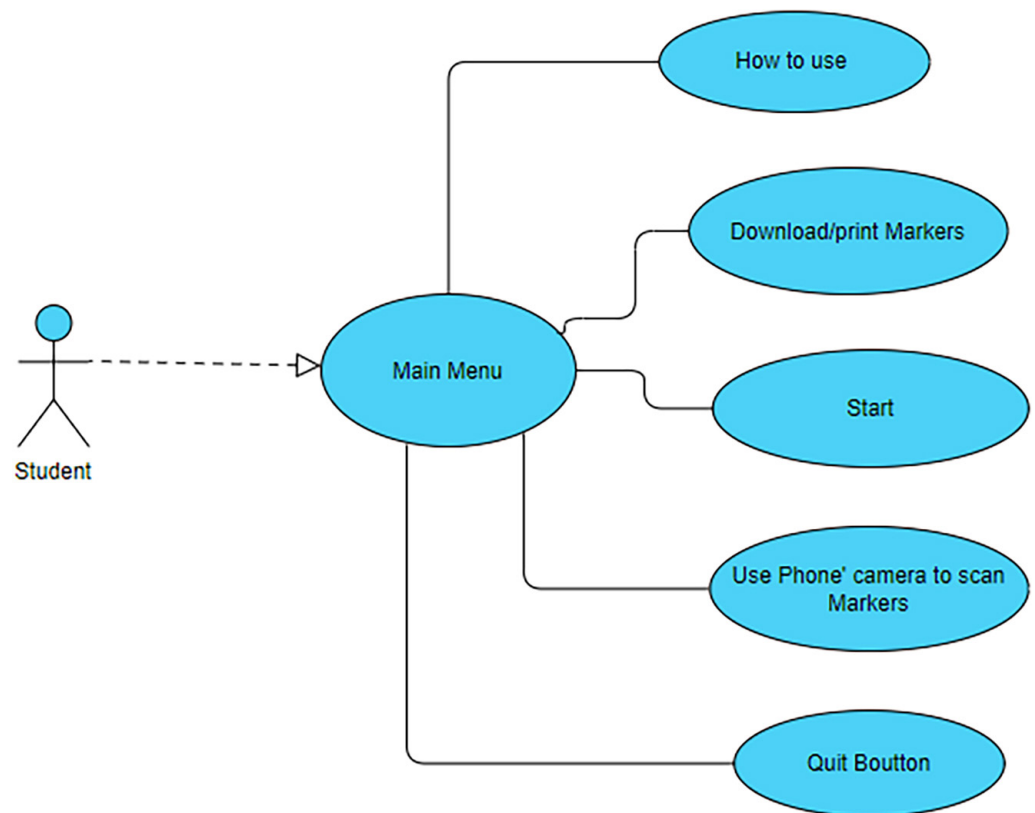 How to use
Download/print Markers
Main Menu
Start
Student
Use Phone' camera to scan
Markers
Quit Boutton